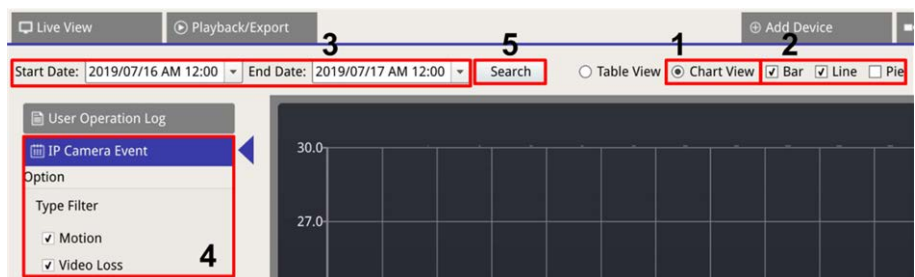 Live View Playback/Export Add Device
3 5 1 2
Start Date: 2019/07/16 AM 12:00 End Date: 2019/07/17 AM 12:00 Search Table View Chart View Bar Line Pie
User Operation Log
IP Camera Event
Option
Type Filter
Motion
Video Loss
4
30.0
27.0